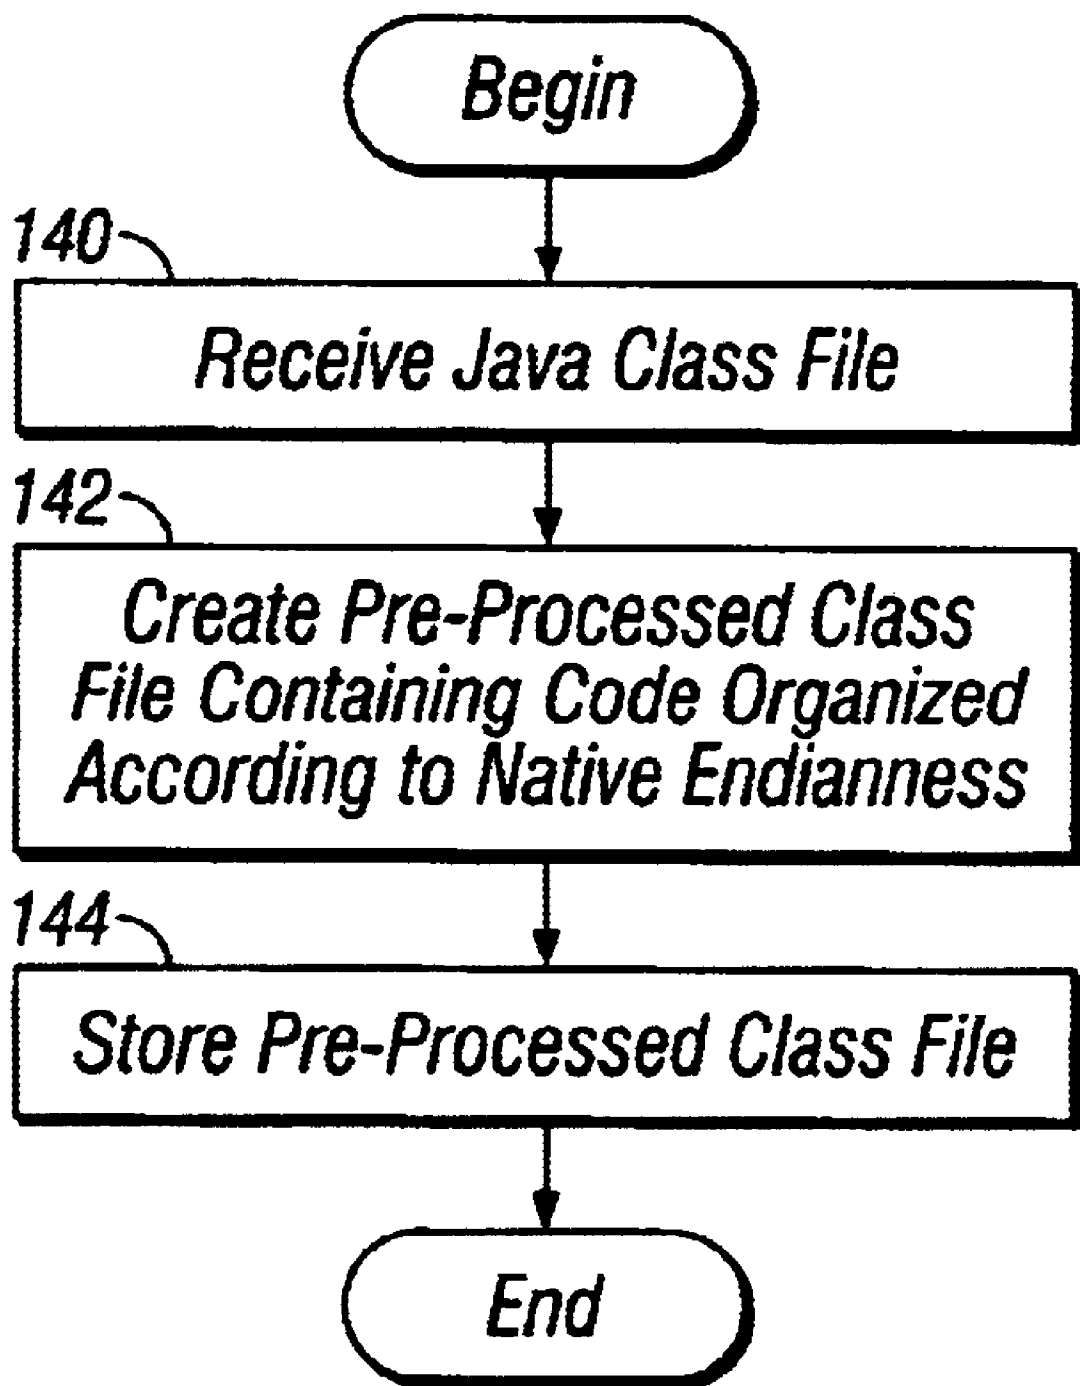 Begin
140
Receive Java Class File
142
Create Pre-Processed Class
File Containing Code Organized
According to Native Endianness
144
Store Pre-Processed Class File
End